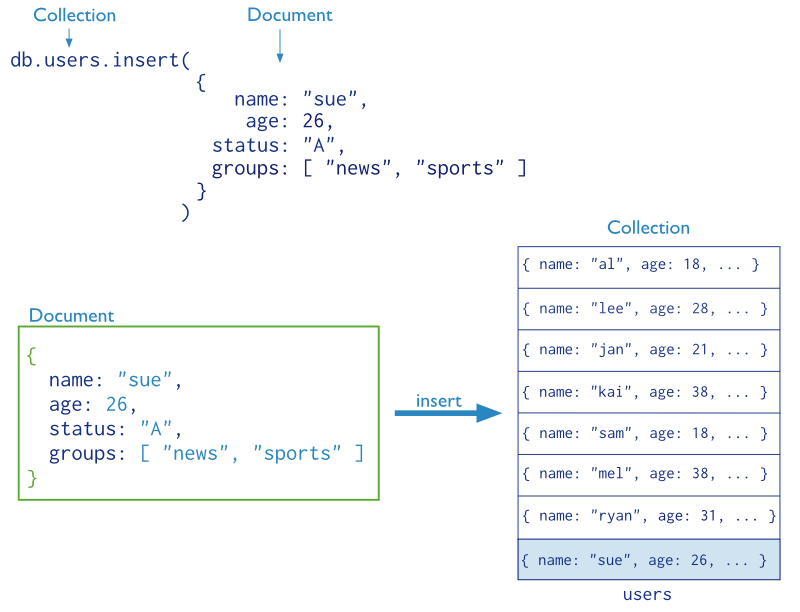 Collection Document
db.users.insert(
{
name: "sue",
age: 26,
status: "A",
groups: [ "news", "sports" ]
}
)
Document
{
name: "sue",
age: 26,
status: "A",
groups: [ "news", "sports" ]
}
insert
Collection
{ name: "al", age: 18, ... }
{ name: "lee", age: 28, ... }
{ name: "jan", age: 21, ... }
{ name: "kai", age: 38, ... }
{ name: "sam", age: 18, ... }
{ name: "mel", age: 38, ... }
{ name: "ryan", age: 31, ... }
{ name: "sue", age: 26, ... }
users